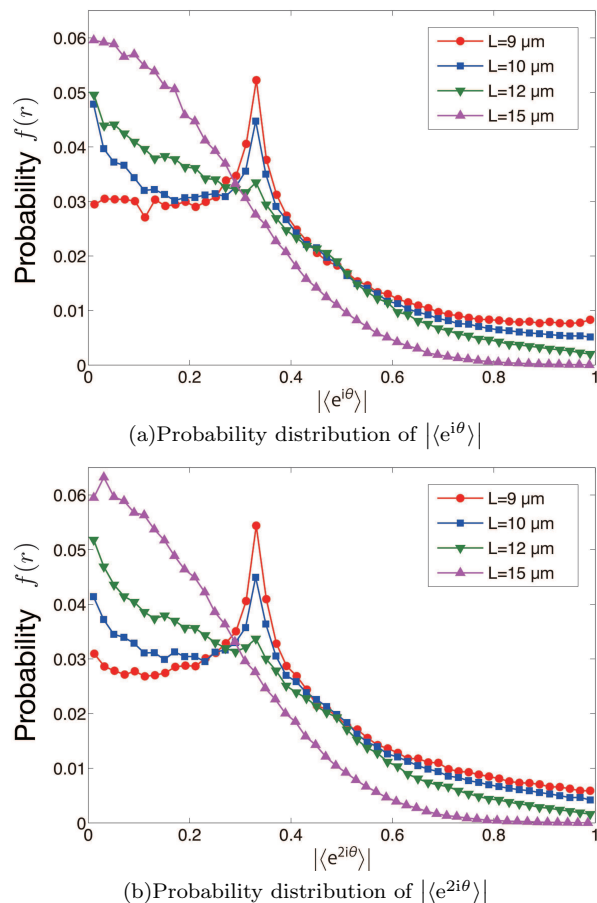 0.06
0.05
0.04
0.03
0.02
0.01
0
Probability f(r)
L=9 μm
L=10 μm
L=12 μm
L=15 μm
0 0.2 0.4 0.6 0.8 1
|⟨e^{iθ}⟩|
(a)Probability distribution of |⟨e^{iθ}⟩|
0.06
0.05
0.04
0.03
0.02
0.01
0
Probability f(r)
L=9 μm
L=10 μm
L=12 μm
L=15 μm
0 0.2 0.4 0.6 0.8 1
|⟨e^{2iθ}⟩|
(b)Probability distribution of |⟨e^{2iθ}⟩|